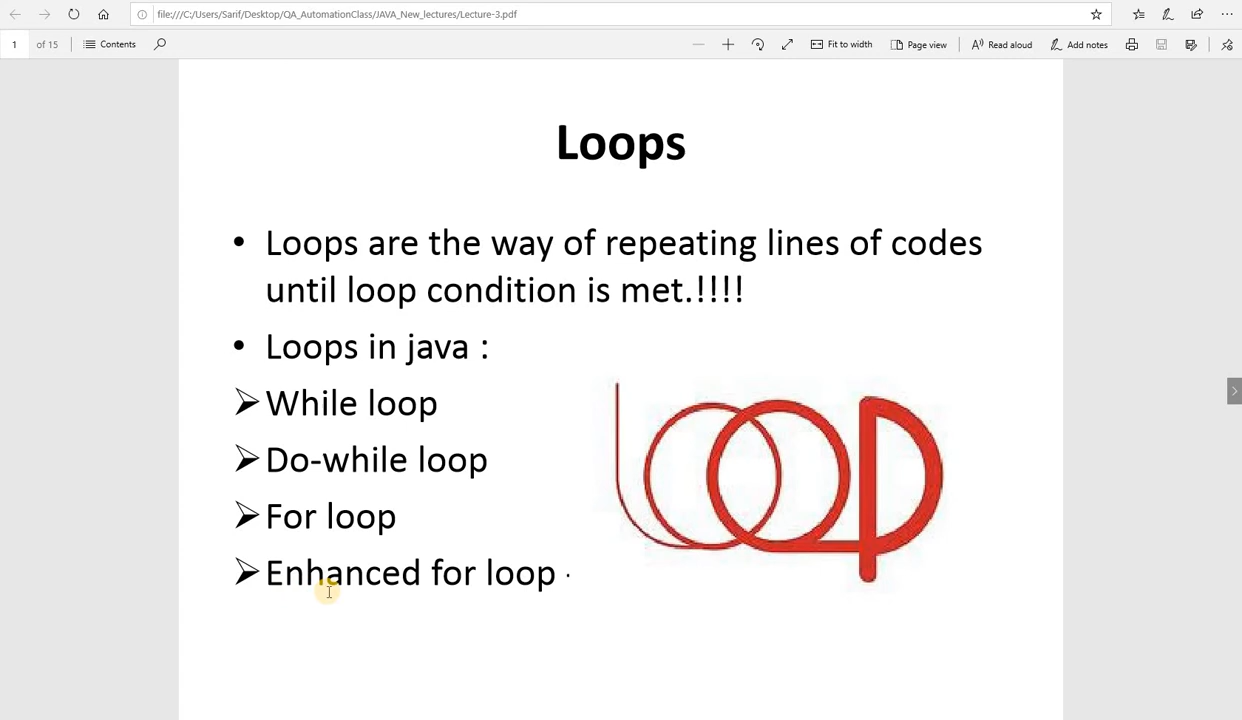 file:///C:/Users/Sarif/Desktop/QA_AutomationClass/JAVA_New_lectures/Lecture-3.pdf
1 of 15 Contents Fit to width Page view Read aloud Add notes
Loops
• Loops are the way of repeating lines of codes
until loop condition is met.!!!!
• Loops in java :
➢ While loop
➢ Do-while loop
➢ For loop
➢ Enhanced for loop
Loop